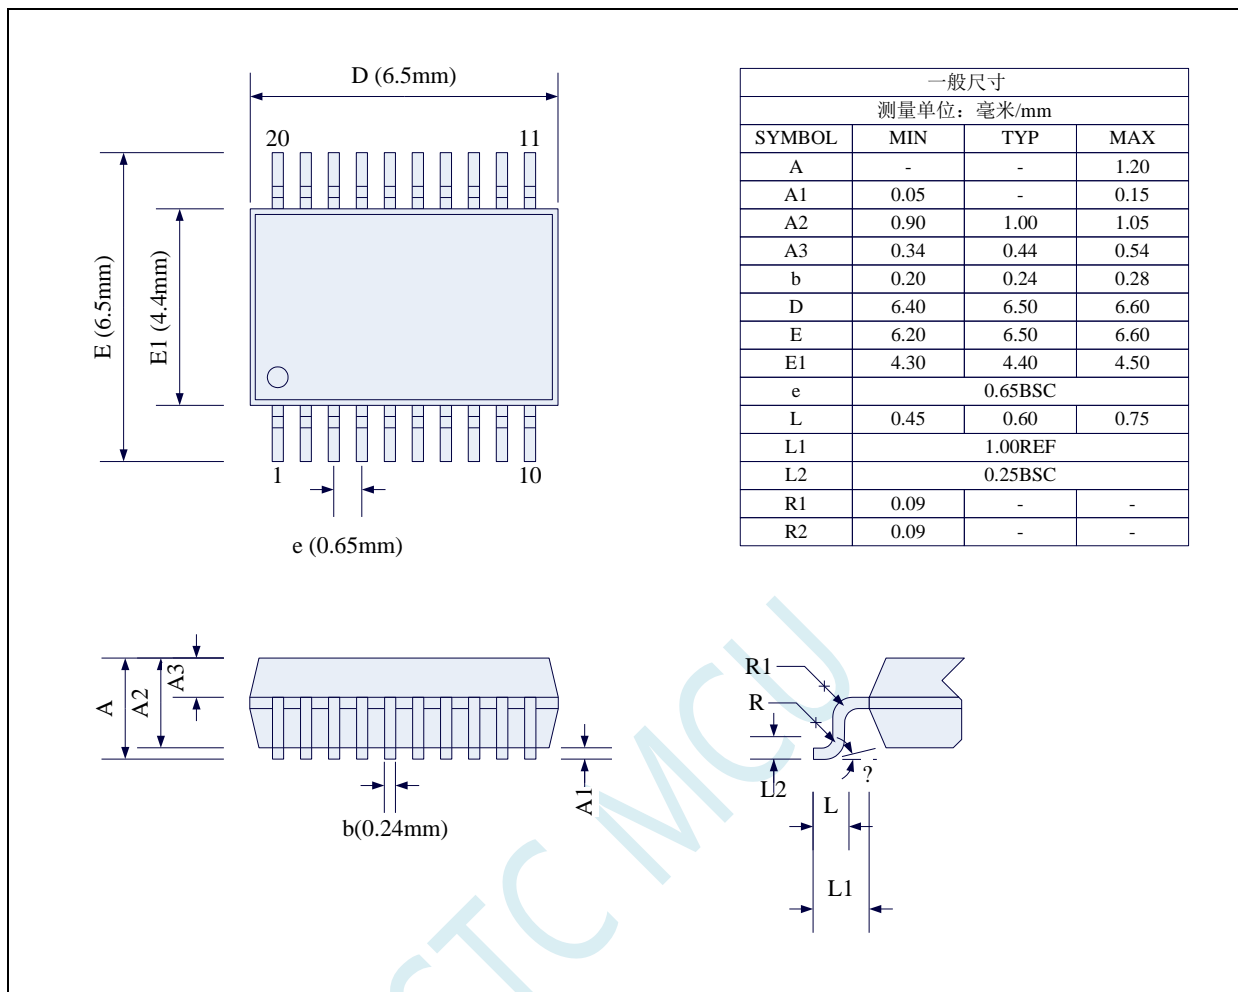 D (6.5mm)
20
11
E (6.5mm)
E1 (4.4mm)
1
10
e (0.65mm)
一般尺寸
测量单位：毫米/mm
SYMBOL MIN TYP MAX
A - - 1.20
A1 0.05 - 0.15
A2 0.90 1.00 1.05
A3 0.34 0.44 0.54
b 0.20 0.24 0.28
D 6.40 6.50 6.60
E 6.20 6.50 6.60
E1 4.30 4.40 4.50
e 0.65BSC
L 0.45 0.60 0.75
L1 1.00REF
L2 0.25BSC
R1 0.09 - -
R2 0.09 - -
A
A2
A3
A1
b(0.24mm)
R1
R
L2
?
L
L1
STC MCU